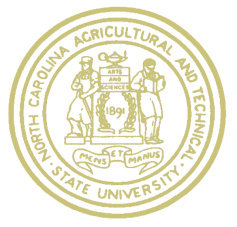 NORTH CAROLINA AGRICULTURAL AND TECHNICAL
· STATE UNIVERSITY ·
ARTS
AND
SCIENCES
1891
MENS ET MANUS